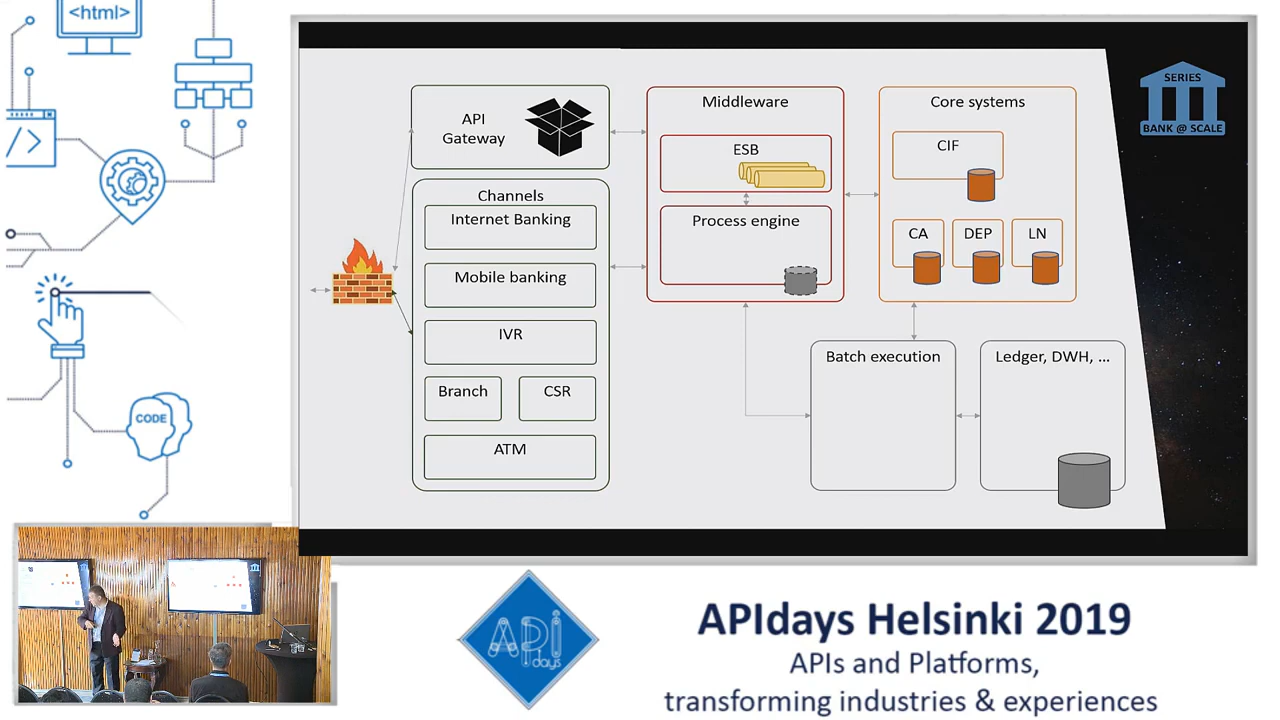 <html>
</>
CODE
API
Gateway
Channels
Internet Banking
Mobile banking
IVR
Branch
CSR
ATM
Middleware
ESB
Process engine
Core systems
CIF
CA
DEP
LN
Batch execution
Ledger, DWH, ...
SERIES
BANK @ SCALE
API
days
APIdays Helsinki 2019
APIs and Platforms,
transforming industries & experiences